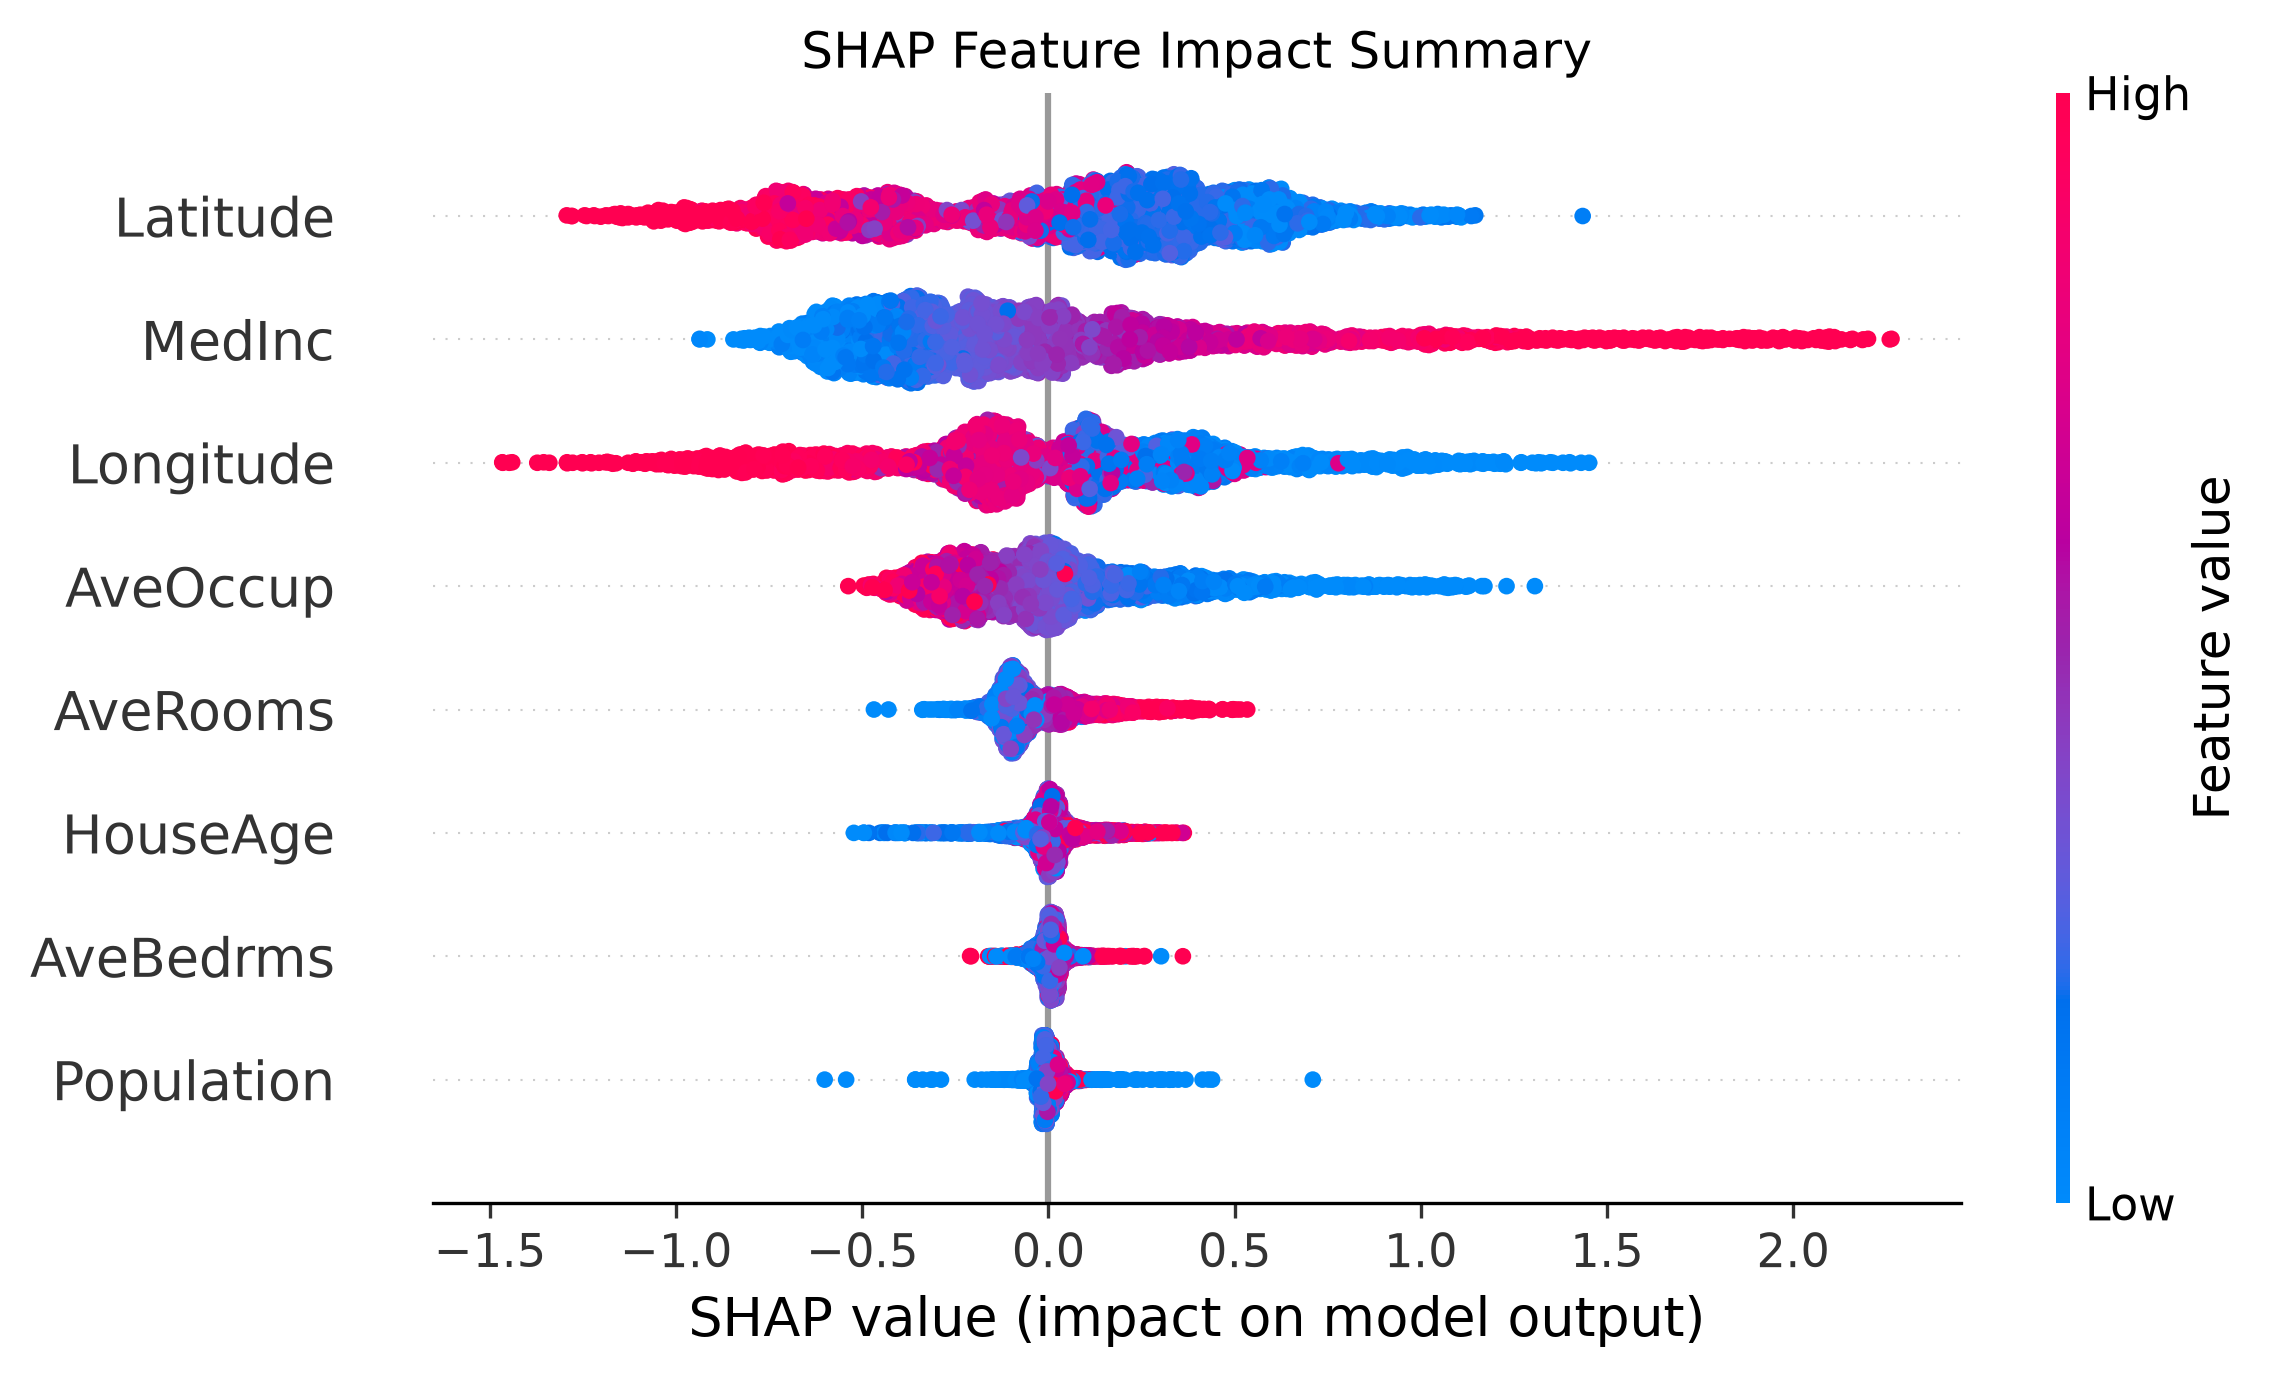 SHAP Feature Impact Summary
High
Latitude
MedInc
Longitude
AveOccup
AveRooms
HouseAge
AveBedrms
Population
Feature value
Low
−1.5 −1.0 −0.5 0.0 0.5 1.0 1.5 2.0
SHAP value (impact on model output)